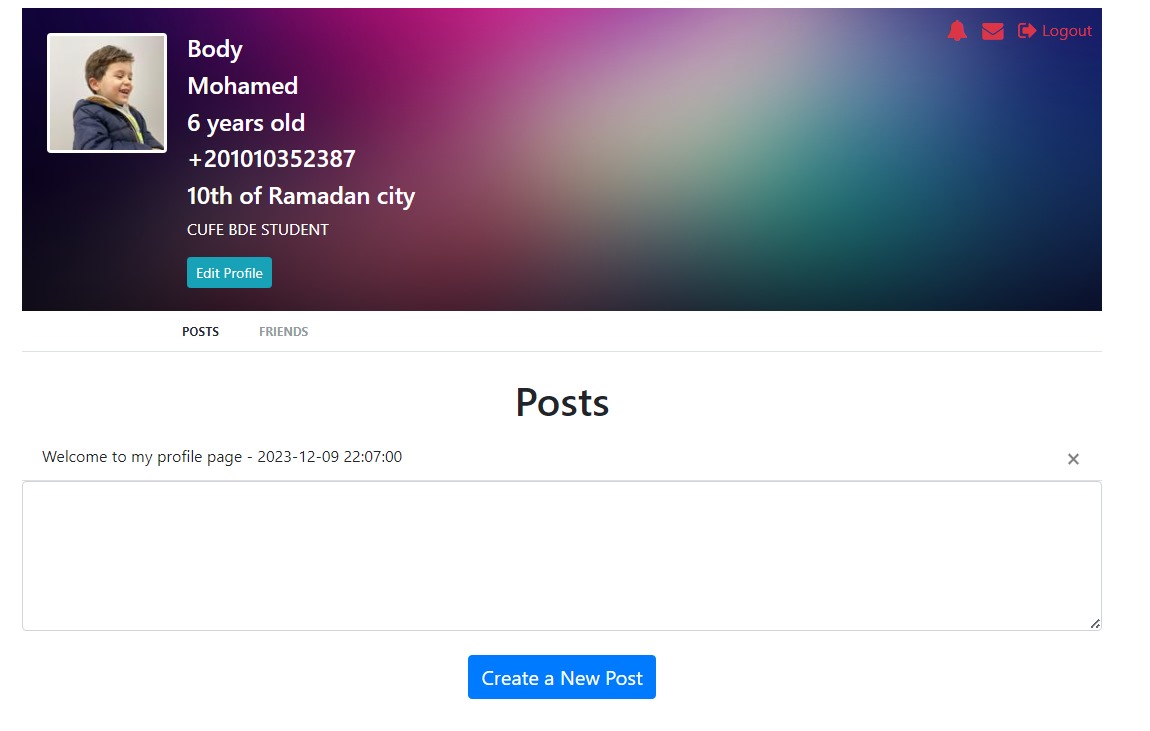 Logout
Body
Mohamed
6 years old
+201010352387
10th of Ramadan city
CUFE BDE STUDENT
Edit Profile
POSTS FRIENDS
Posts
Welcome to my profile page - 2023-12-09 22:07:00 ×
Create a New Post